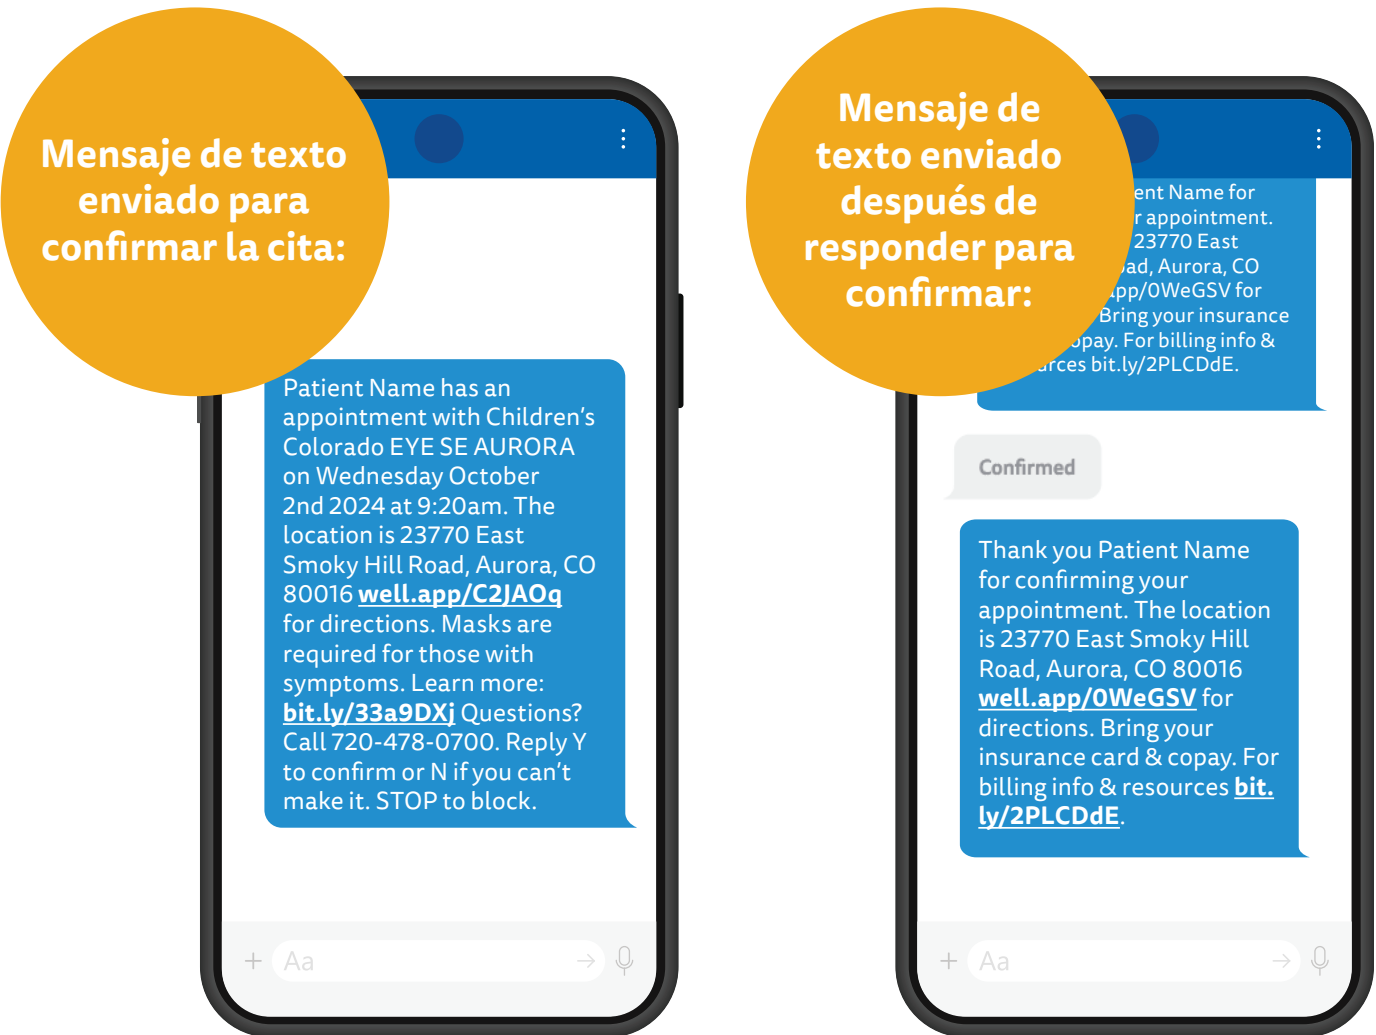 Mensaje de texto
enviado para
confirmar la cita:
Patient Name has an
appointment with Children's
Colorado EYE SE AURORA
on Wednesday October
2nd 2024 at 9:20am. The
location is 23770 East
Smoky Hill Road, Aurora, CO
80016 well.app/C2JAOq
for directions. Masks are
required for those with
symptoms. Learn more:
bit.ly/33a9DXj Questions?
Call 720-478-0700. Reply Y
to confirm or N if you can't
make it. STOP to block.
Aa
Mensaje de
texto enviado
después de
responder para
confirmar:
Name for
appointment.
23770 East
Aurora, CO
for
Bring your insurance
For billing info &
bit.ly/2PLCDdE.
Confirmed
Thank you Patient Name
for confirming your
appointment. The location
is 23770 East Smoky Hill
Road, Aurora, CO 80016
well.app/0WeGSV for
directions. Bring your
insurance card & copay. For
billing info & resources bit.
ly/2PLCDdE.
Aa